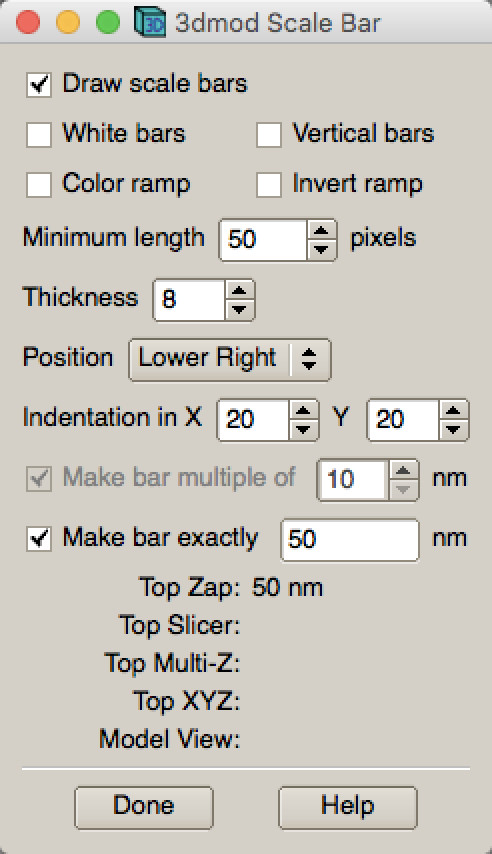 3dmod Scale Bar
Draw scale bars
White bars Vertical bars
Color ramp Invert ramp
Minimum length 50 pixels
Thickness 8
Position Lower Right
Indentation in X 20 Y 20
Make bar multiple of 10 nm
Make bar exactly 50 nm
Top Zap: 50 nm
Top Slicer:
Top Multi-Z:
Top XYZ:
Model View:
Done Help